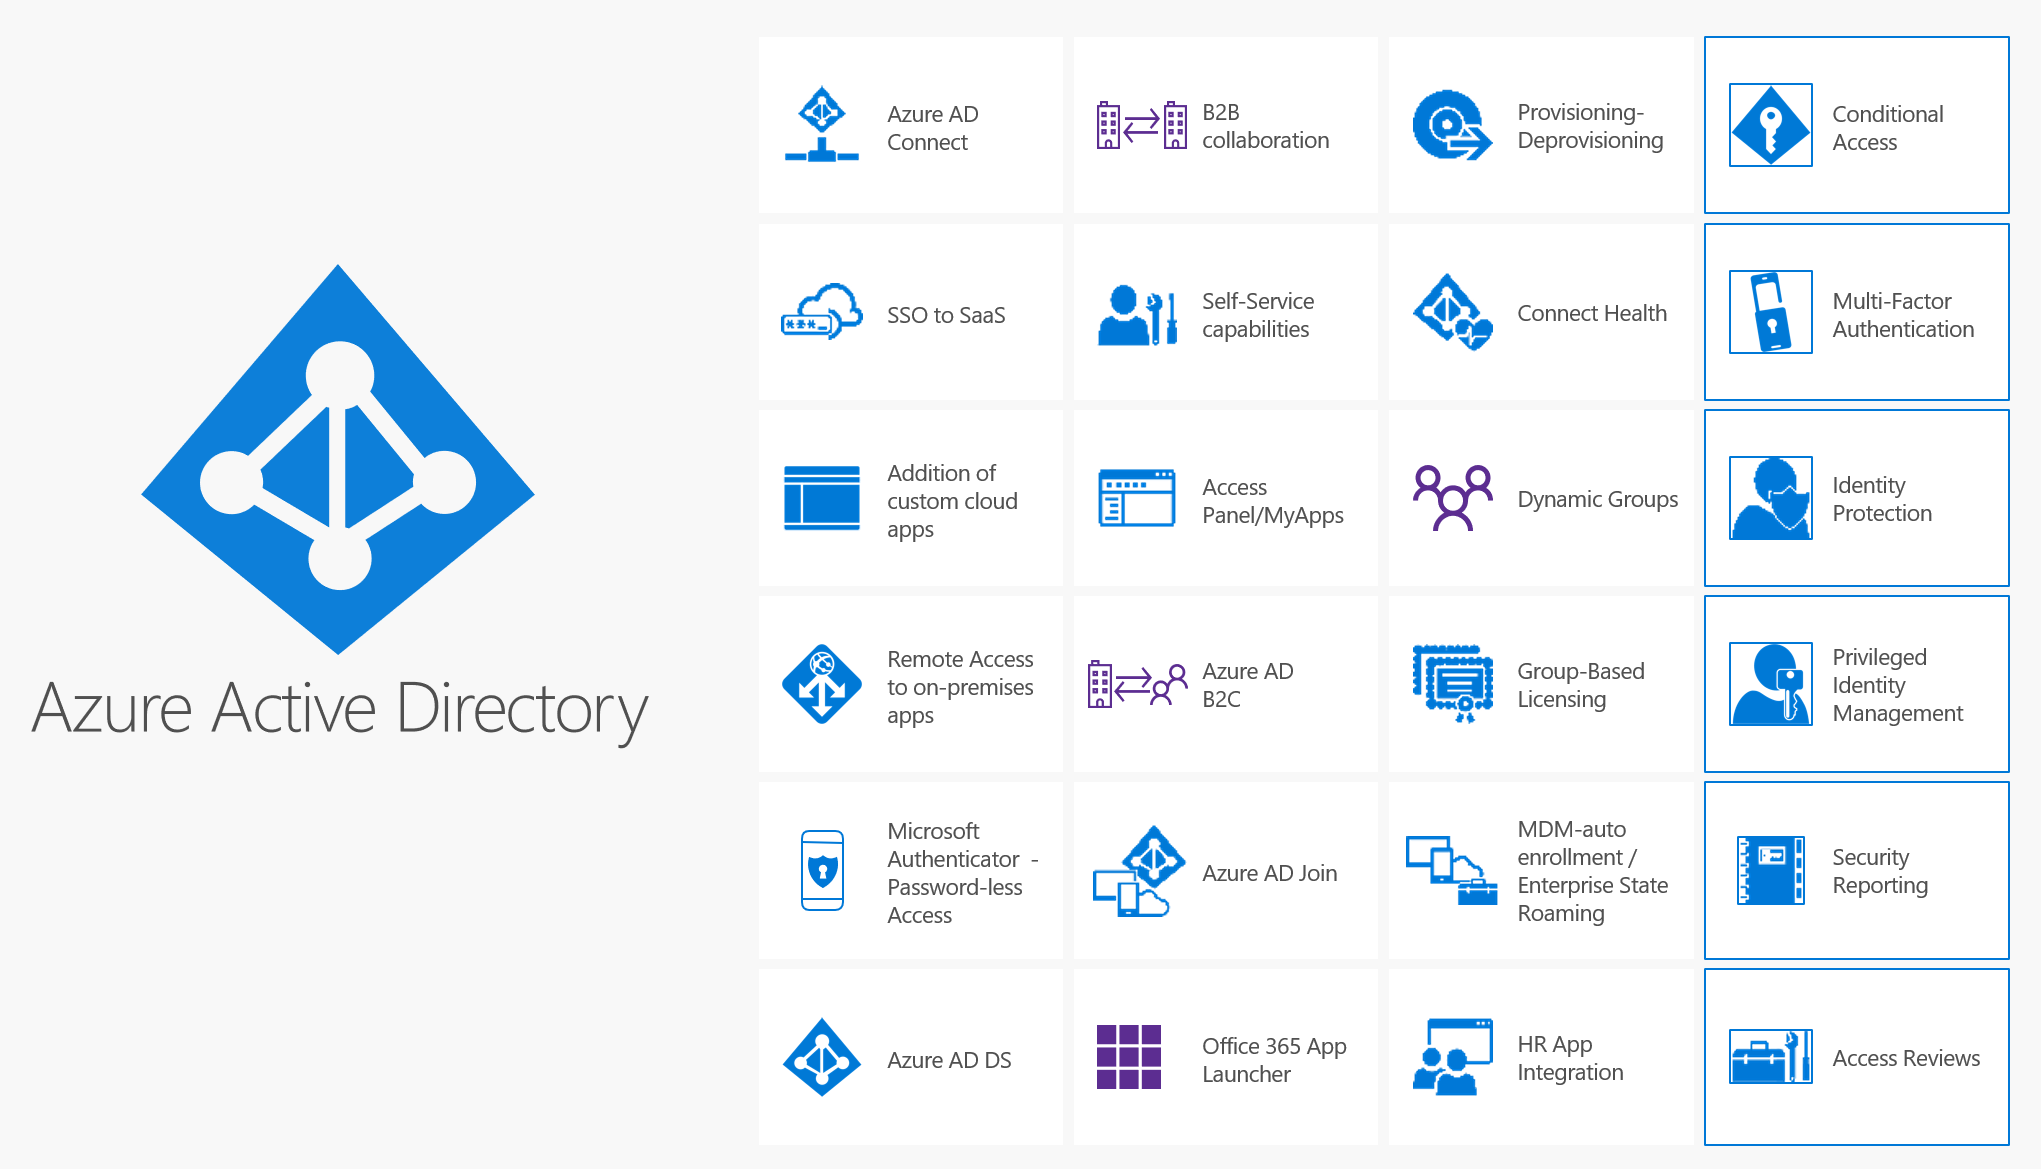 Azure Active Directory
Azure AD
Connect
B2B
collaboration
Provisioning-
Deprovisioning
Conditional
Access
SSO to SaaS
Self-Service
capabilities
Connect Health
Multi-Factor
Authentication
Addition of
custom cloud
apps
Access
Panel/MyApps
Dynamic Groups
Identity
Protection
Remote Access
to on-premises
apps
Azure AD
B2C
Group-Based
Licensing
Privileged
Identity
Management
Microsoft
Authenticator -
Password-less
Access
Azure AD Join
MDM-auto
enrollment /
Enterprise State
Roaming
Security
Reporting
Azure AD DS
Office 365 App
Launcher
HR App
Integration
Access Reviews